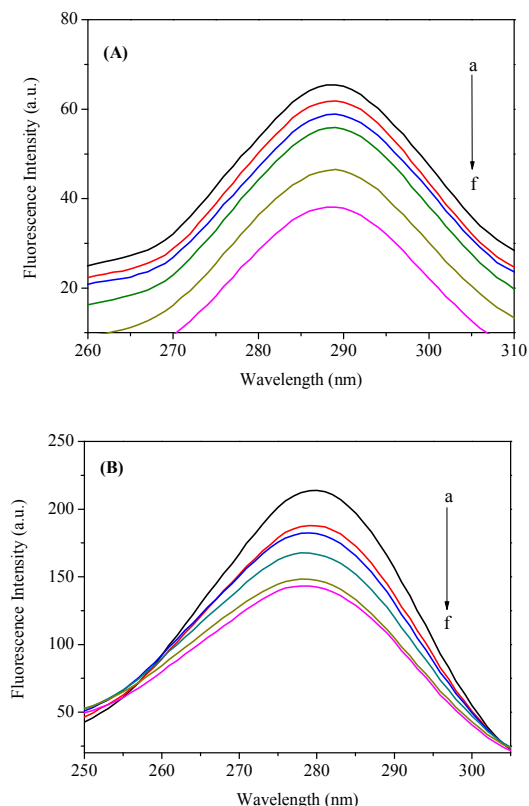 (A)
a
f
80
60
40
20
Fluorescence Intensity (a.u.)
260 270 280 290 300 310
Wavelength (nm)
(B)
a
f
250
200
150
100
50
Fluorescence Intensity (a.u.)
250 260 270 280 290 300
Wavelength (nm)